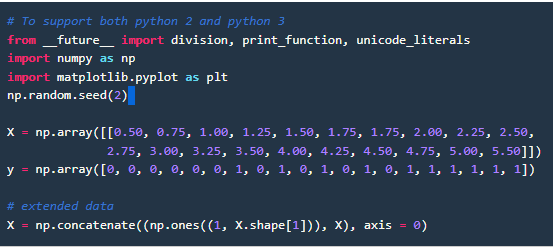 # To support both python 2 and python 3
from __future__ import division, print_function, unicode_literals
import numpy as np
import matplotlib.pyplot as plt
np.random.seed(2)
X = np.array([[0.50, 0.75, 1.00, 1.25, 1.50, 1.75, 1.75, 2.00, 2.25, 2.50,
2.75, 3.00, 3.25, 3.50, 4.00, 4.25, 4.50, 4.75, 5.00, 5.50]])
y = np.array([0, 0, 0, 0, 0, 0, 1, 0, 1, 0, 1, 0, 1, 0, 1, 1, 1, 1, 1, 1])
# extended data
X = np.concatenate((np.ones((1, X.shape[1])), X), axis = 0)